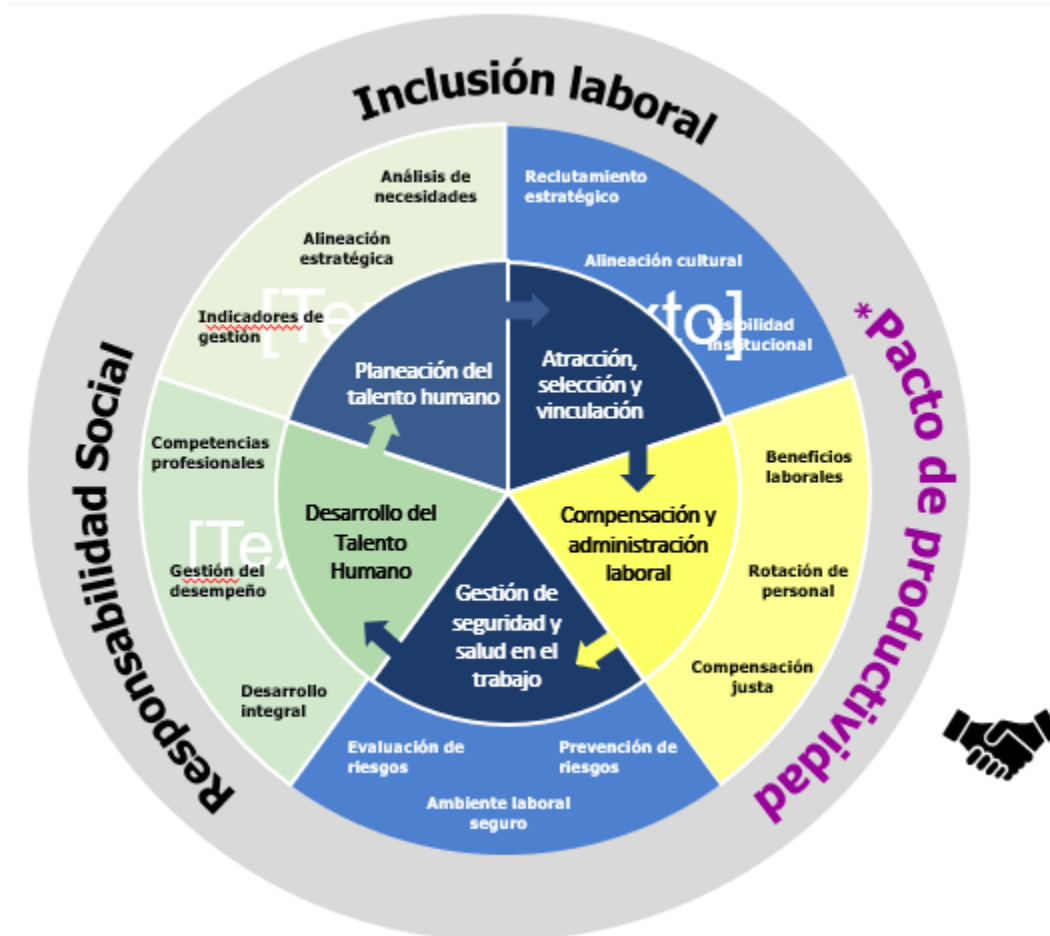 Inclusión laboral
Análisis de
necesidades
Alineación
estratégica
Indicadores de
gestión
Reclutamiento
estratégico
Alineación cultural
Visibilidad
institucional
[Te
xto]
Planeación del
talento humano
Atracción,
selección y
vinculación
*Pacto de productividad
Responsabilidad Social
Competencias
profesionales
[Te
Gestión del
desempeño
Desarrollo
integral
Desarrollo del
Talento
Humano
Compensación y
administración
laboral
Beneficios
laborales
Rotación de
personal
Compensación
justa
Gestión de
seguridad y
salud en el
trabajo
Evaluación de
riesgos
Prevención de
riesgos
Ambiente laboral
seguro